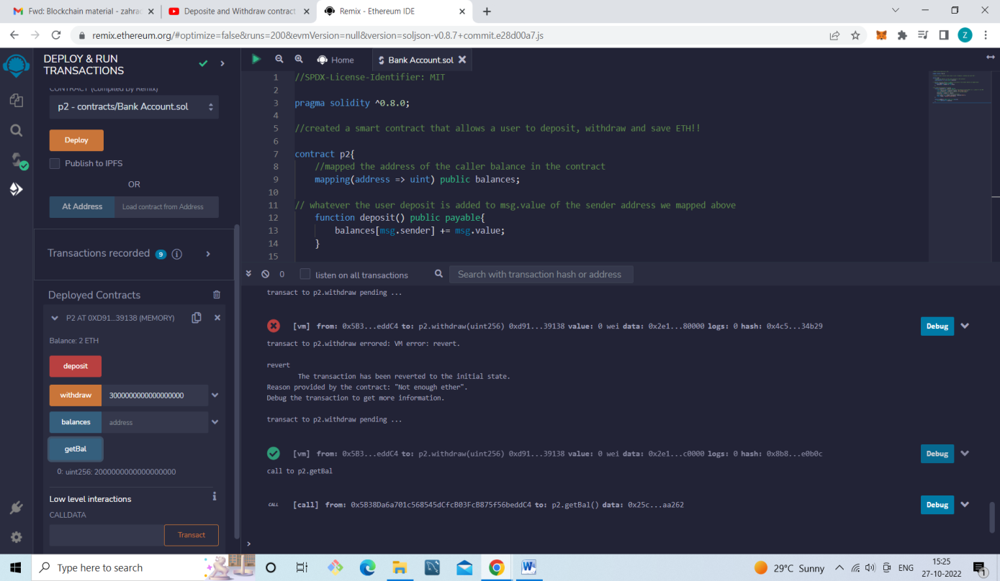 Fwd: Blockchain material - zahra
Deposite and Withdraw contract
Remix - Ethereum IDE
remix.ethereum.org/#optimize=false&runs=200&evmVersion=null&version=soljson-v0.8.7+commit.e28d00a7.js
Z
DEPLOY & RUN
TRANSACTIONS
CONTRACT (Compiled by Remix)
p2 - contracts/Bank Account.sol
Deploy
Publish to IPFS
OR
At Address
Load contract from Address
Transactions recorded 9 i
Deployed Contracts
P2 AT 0XD91...39138 (MEMORY)
Balance: 2 ETH
deposit
withdraw 3000000000000000000
balances address
getBal
0: uint256: 2000000000000000000
Low level interactions i
CALLDATA
Transact
Home
Bank Account.sol
1 //SPDX-License-Identifier: MIT
2
3 pragma solidity ^0.8.0;
4
5 //created a smart contract that allows a user to deposit, withdraw and save ETH!!
6
7 contract p2{
8 //mapped the address of the caller balance in the contract
9 mapping(address => uint) public balances;
10
11 // whatever the user deposit is added to msg.value of the sender address we mapped above
12 function deposit() public payable{
13 balances[msg.sender] += msg.value;
14 }
15
0 listen on all transactions Search with transaction hash or address
transact to p2.withdraw pending ...
[vm] from: 0x5B3...eddC4 to: p2.withdraw(uint256) 0xd91...39138 value: 0 wei data: 0x2e1...80000 logs: 0 hash: 0x4c5...34b29
Debug
transact to p2.withdraw errored: VM error: revert.
revert
The transaction has been reverted to the initial state.
Reason provided by the contract: "Not enough ether".
Debug the transaction to get more information.
transact to p2.withdraw pending ...
[vm] from: 0x5B3...eddC4 to: p2.withdraw(uint256) 0xd91...39138 value: 0 wei data: 0x2e1...c0000 logs: 0 hash: 0x8b8...e0b0c
Debug
call to p2.getBal
CALL [call] from: 0x5B38Da6a701c568545dCfcB03FcB875f56beddC4 to: p2.getBal() data: 0x25c...aa262
Debug
>
Type here to search
29°C Sunny
ENG
15:25
27-10-2022
1